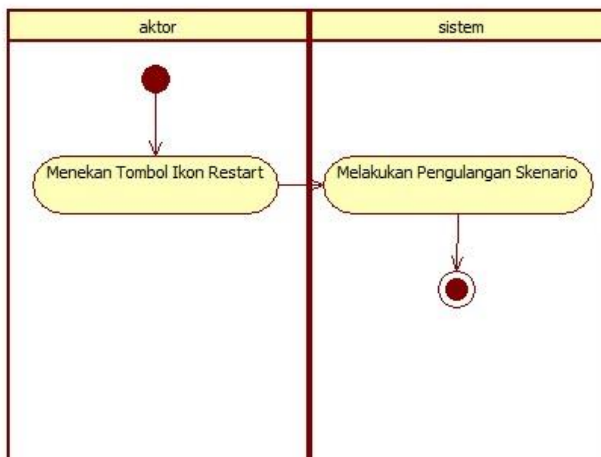 aktor
sistem
Menekan Tombol Ikon Restart
Melakukan Pengulangan Skenario